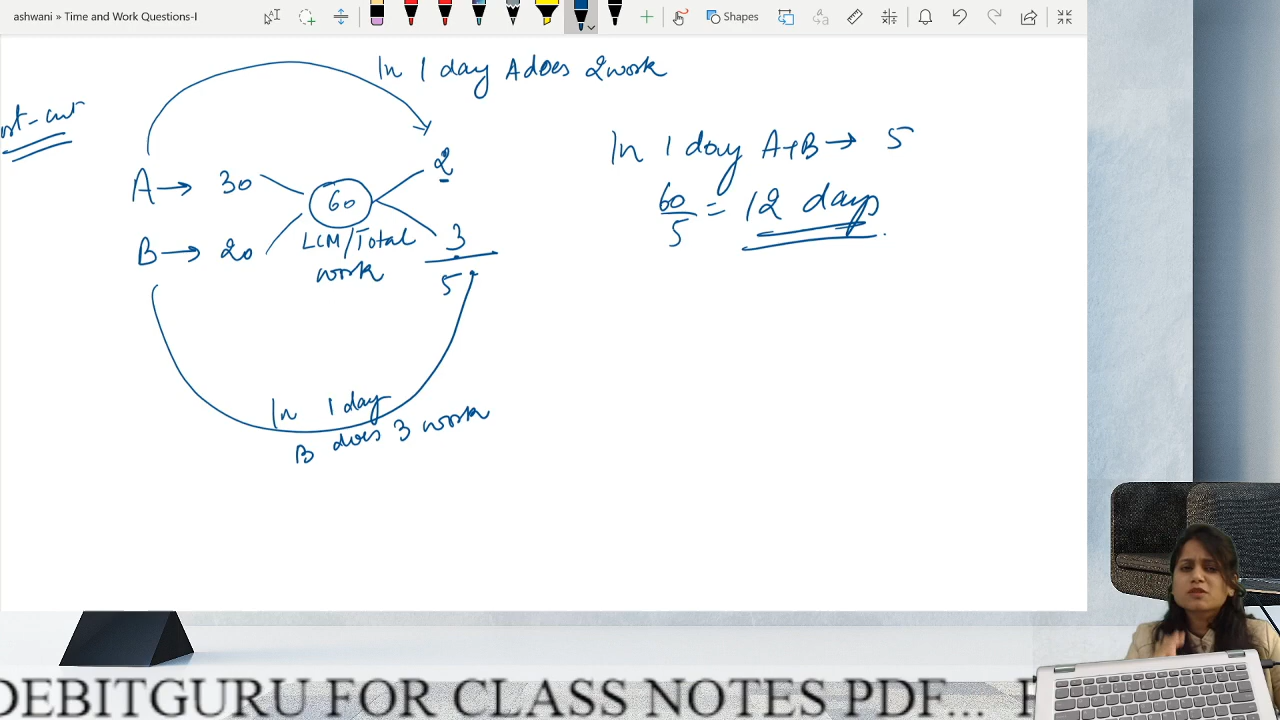 ashwani » Time and Work Questions-I
Shapes
In 1 day A does 2 work
ort-cut
A → 30
60
2
B → 20
LCM/Total
work
3
5
In 1 day
B does 3 work
In 1 day A+B → 5
60/5 = 12 days.
DEBITGURU FOR CLASS NOTES PDF...